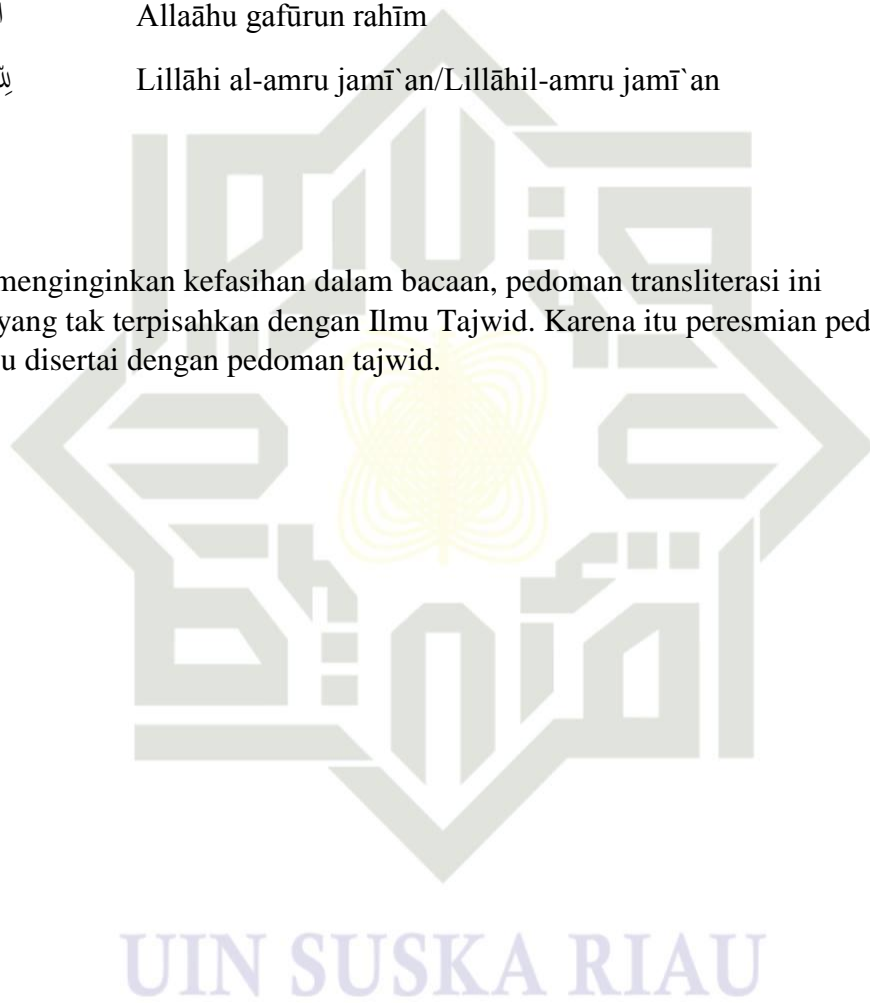 Allaāhu gafūrun rahīm
Lillāhi al-amru jamī`an/Lillāhil-amru jamī`an
menginginkan kefasihan dalam bacaan, pedoman transliterasi ini
yang tak terpisahkan dengan Ilmu Tajwid. Karena itu peresmian
disertai dengan pedoman tajwid.
UIN SUSKA RIAU